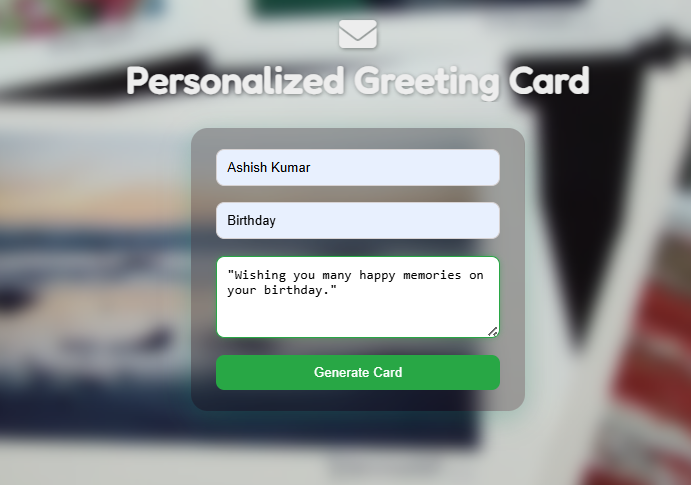 Personalized Greeting Card
Ashish Kumar
Birthday
"Wishing you many happy memories on
your birthday."
Generate Card